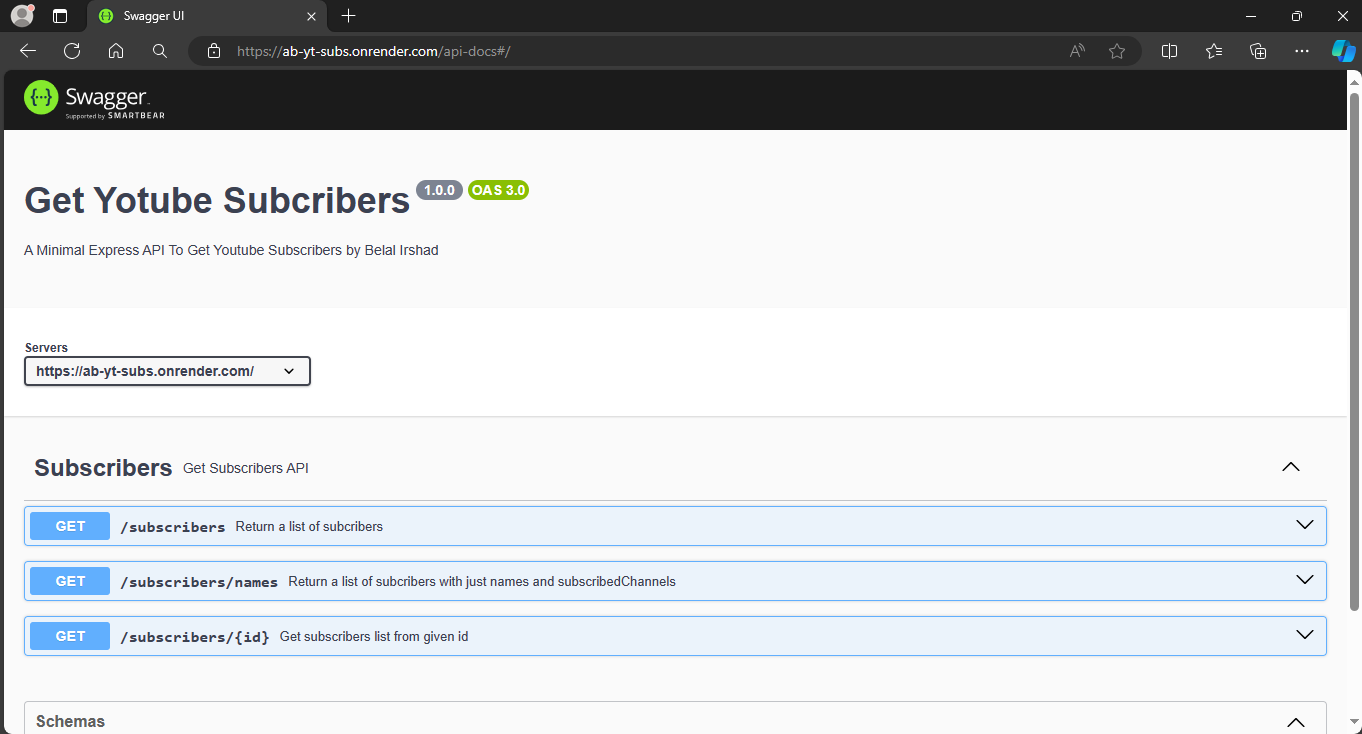 Swagger UI
https://ab-yt-subs.onrender.com/api-docs#/
Swagger
Supported by SMARTBEAR
Get Yotube Subcribers 1.0.0 OAS 3.0
A Minimal Express API To Get Youtube Subscribers by Belal Irshad
Servers
https://ab-yt-subs.onrender.com/
Subscribers Get Subscribers API
GET /subscribers Return a list of subcribers
GET /subscribers/names Return a list of subcribers with just names and subscribedChannels
GET /subscribers/{id} Get subscribers list from given id
Schemas